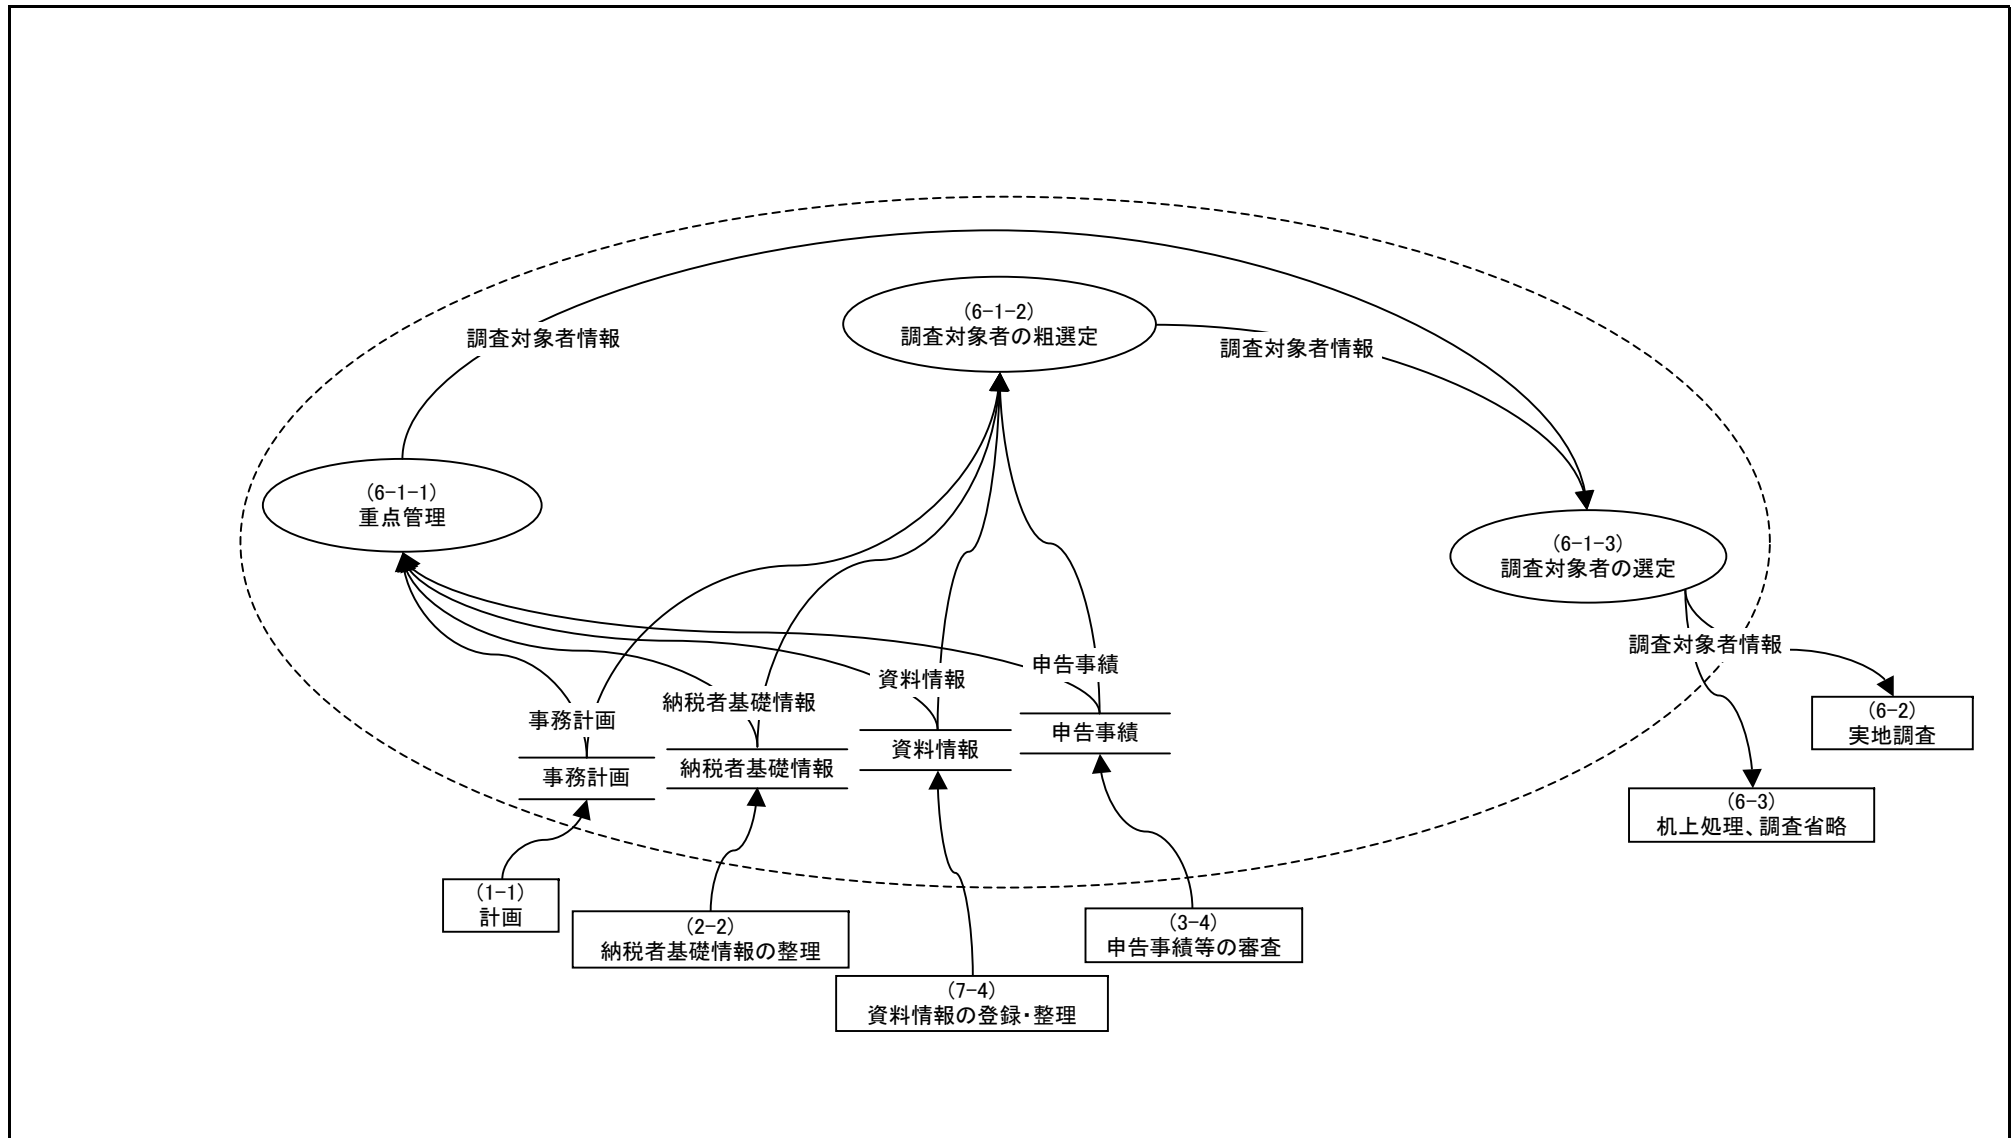 (6-1-2)
調査対象者の粗選定
調査対象者情報
調査対象者情報
(6-1-1)
重点管理
(6-1-3)
調査対象者の選定
調査対象者情報
申告事績
資料情報
納税者基礎情報
事務計画
申告事績
資料情報
納税者基礎情報
事務計画
(6-2)
実地調査
(6-3)
机上処理、調査省略
(1-1)
計画
(2-2)
納税者基礎情報の整理
(3-4)
申告事績等の審査
(7-4)
資料情報の登録・整理